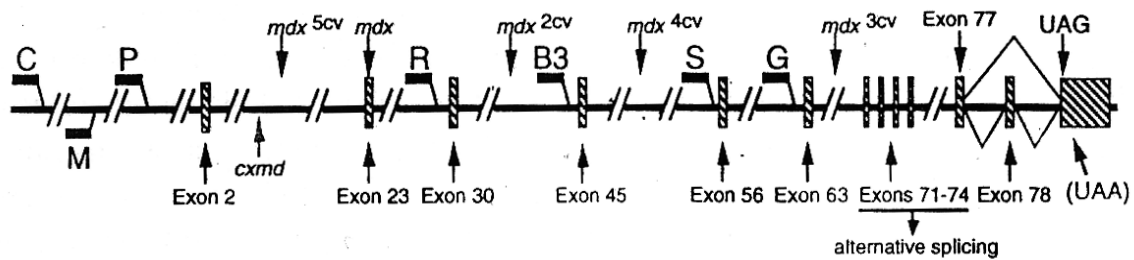 mdx 5cv mdx mdx 2cv mdx 4cv mdx 3cv Exon 77 UAG
C P R B3 S G
M cxmd
Exon 2 Exon 23 Exon 30 Exon 45 Exon 56 Exon 63 Exons 71-74 Exon 78 (UAA)
alternative splicing